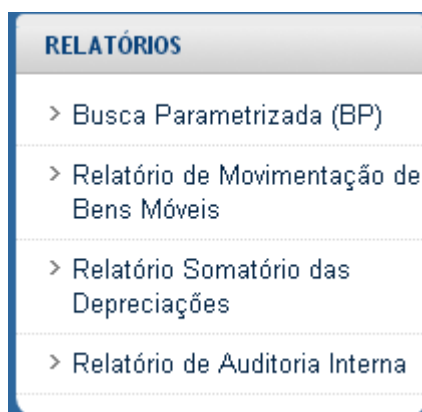 RELATÓRIOS
> Busca Parametrizada (BP)
> Relatório de Movimentação de
Bens Móveis
> Relatório Somatório das
Depreciações
> Relatório de Auditoria Interna